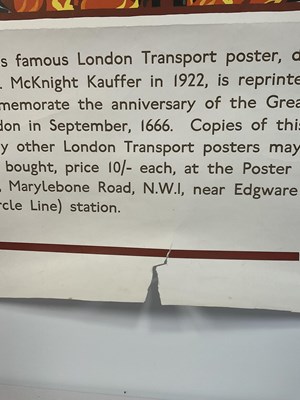 s famous London Transport poster, d
. McKnight Kauffer in 1922, is reprinte
memorate the anniversary of the Grea
don in September, 1666. Copies of this
y other London Transport posters may
bought, price 10/- each, at the Poster
, Marylebone Road, N.W.1, near Edgware
rcle Line) station.